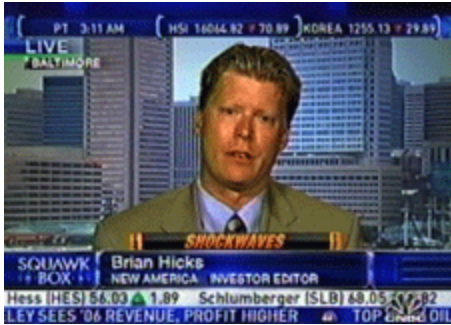 PT 3:11 AM HSI 16064.82 ▼ 70.89 KOREA 1255.13 ▼ 29.89
LIVE
BALTIMORE
SHOCKWAVES
SQUAWK BOX
Brian Hicks
NEW AMERICA INVESTOR EDITOR
Hess (HES) 56.03 ▲ 1.89 Schlumberger (SLB) 68.05
LEY SEES '06 REVENUE, PROFIT HIGHER TOP OIL